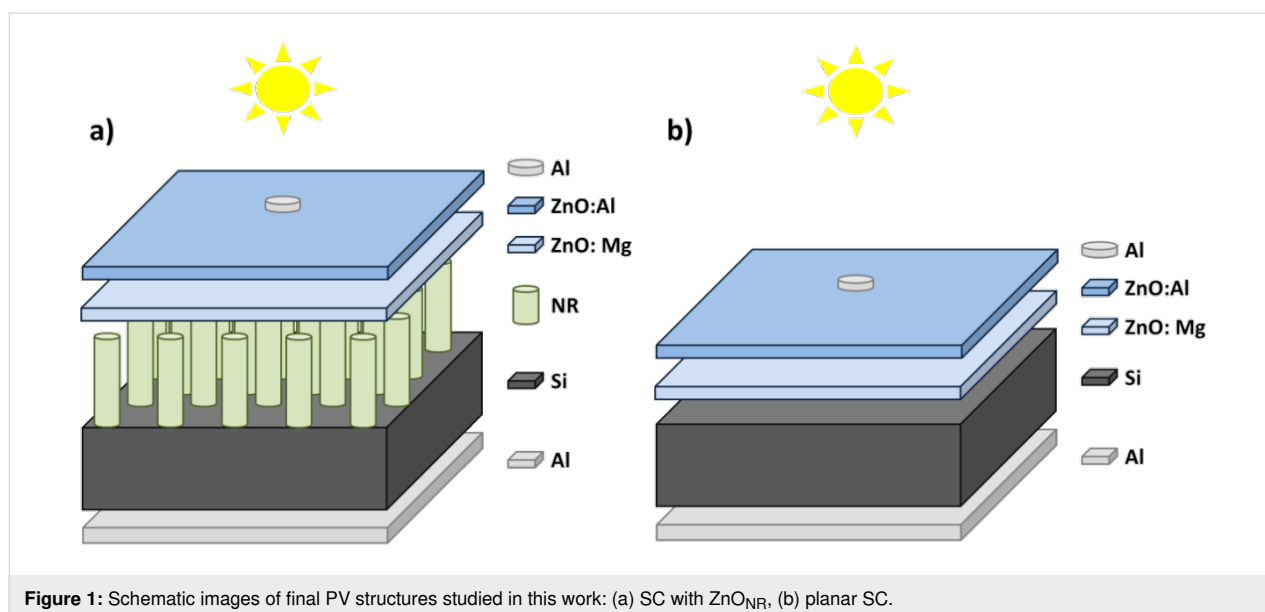 a)
Al
ZnO:Al
ZnO: Mg
NR
Si
Al
b)
Al
ZnO:Al
ZnO: Mg
Si
Al
Figure 1: Schematic images of final PV structures studied in this work: (a) SC with ZnONR, (b) planar SC.